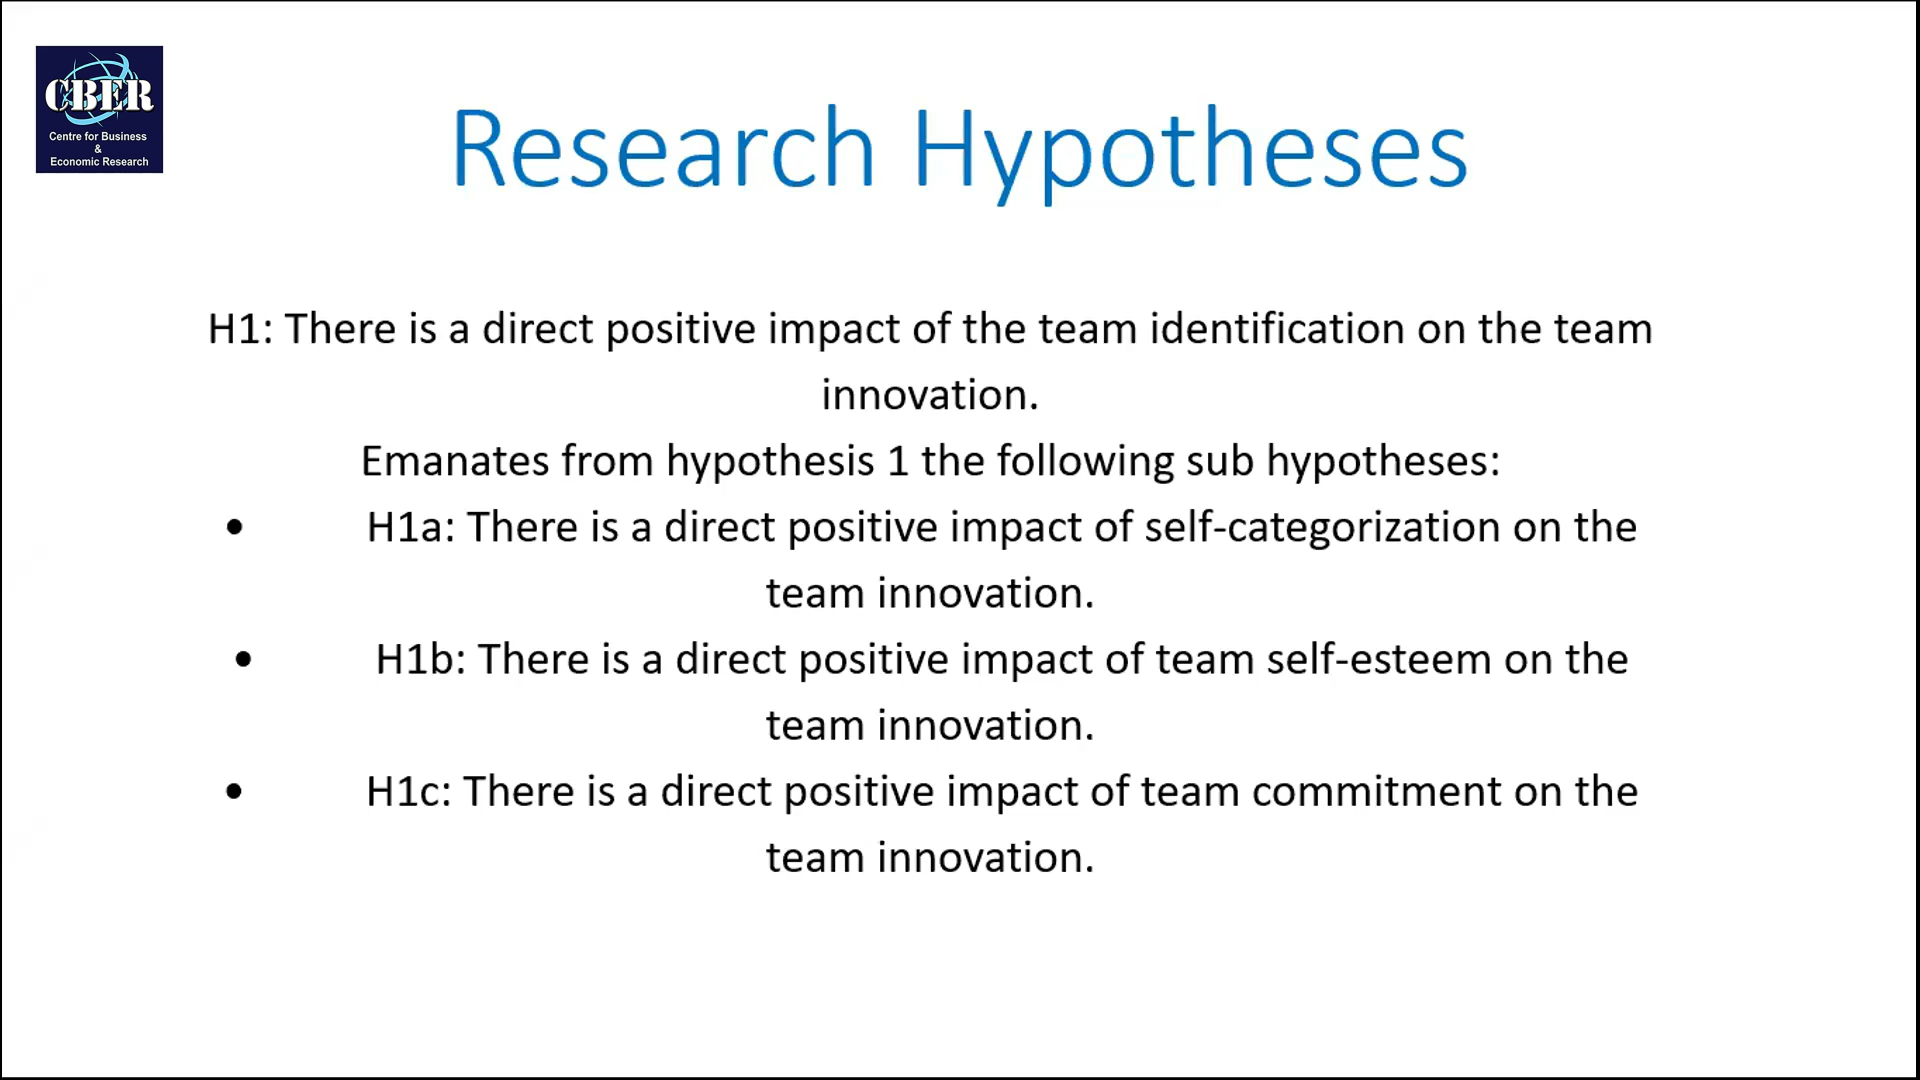 CBER
Centre for Business
&
Economic Research
Research Hypotheses
H1: There is a direct positive impact of the team identification on the team
innovation.
Emanates from hypothesis 1 the following sub hypotheses:
• H1a: There is a direct positive impact of self-categorization on the
team innovation.
• H1b: There is a direct positive impact of team self-esteem on the
team innovation.
• H1c: There is a direct positive impact of team commitment on the
team innovation.